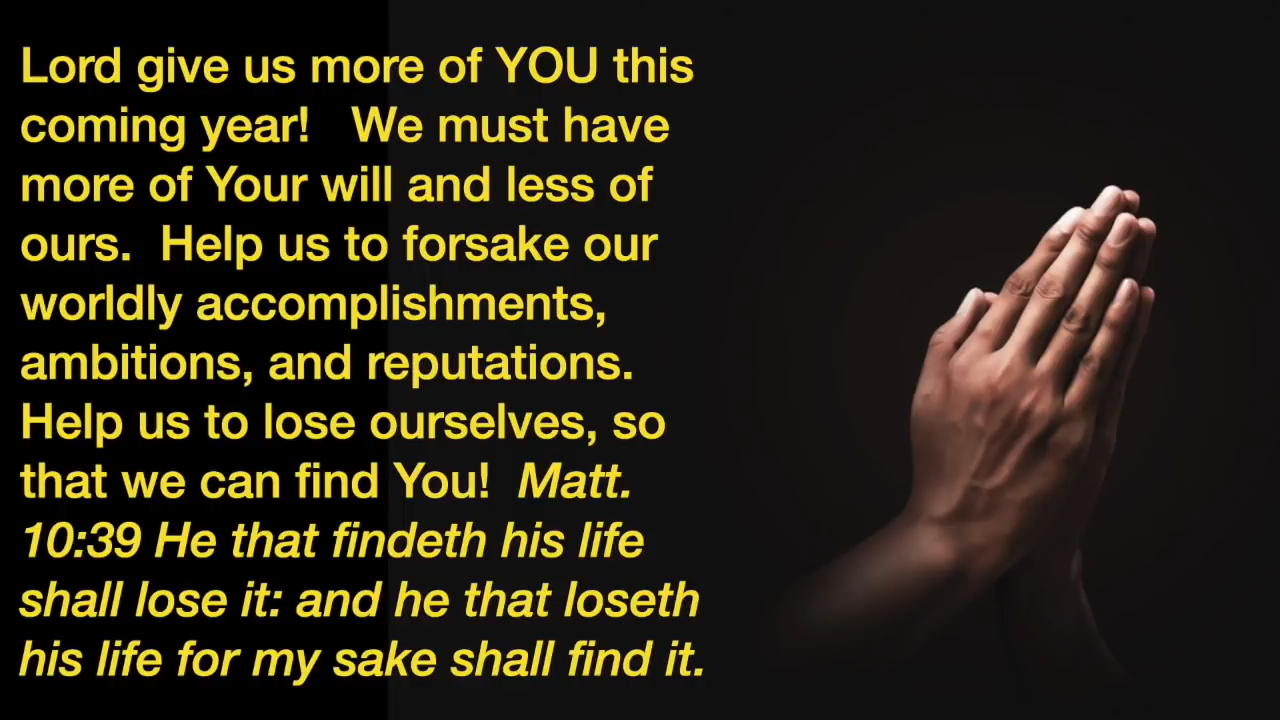 Lord give us more of YOU this
coming year!   We must have
more of Your will and less of
ours.  Help us to forsake our
worldly accomplishments,
ambitions, and reputations.
Help us to lose ourselves, so
that we can find You!  Matt.
10:39 He that findeth his life
shall lose it: and he that loseth
his life for my sake shall find it.